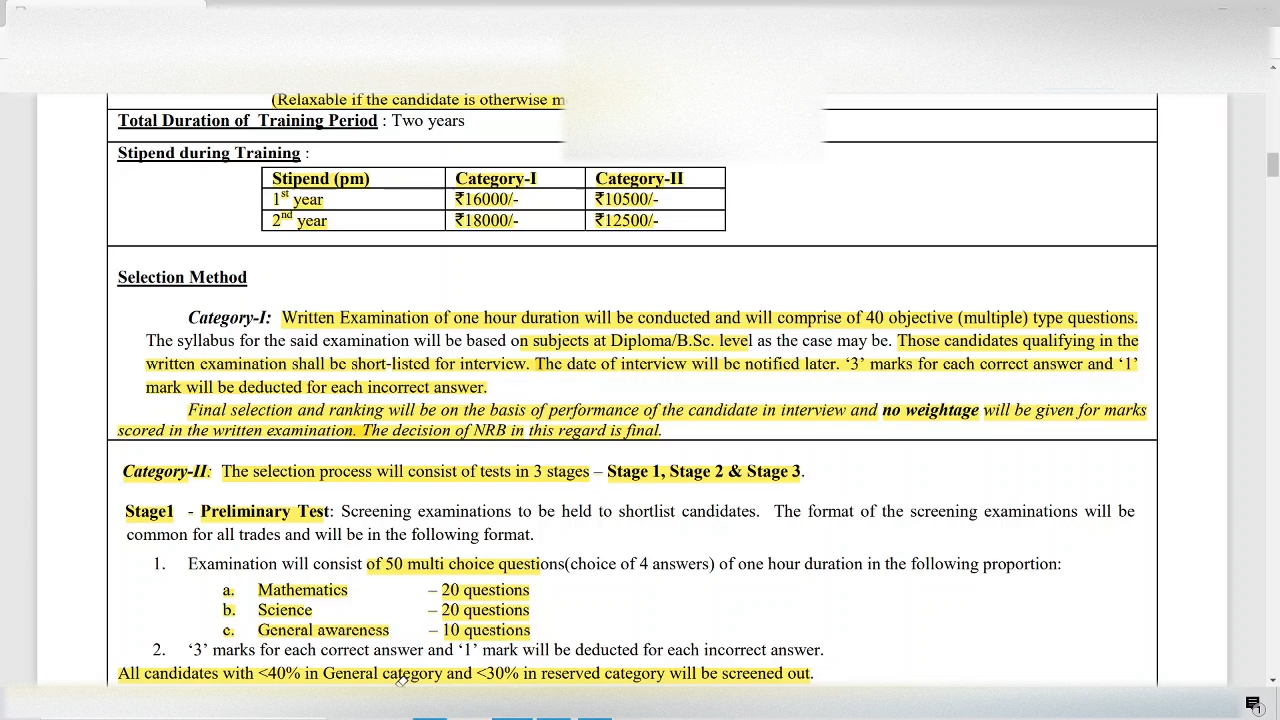 (Relaxable if the candidate is otherwise m
Total Duration of Training Period : Two years
Stipend during Training :
Stipend (pm) Category-I Category-II
1st year ₹16000/- ₹10500/-
2nd year ₹18000/- ₹12500/-
Selection Method
Category-I: Written Examination of one hour duration will be conducted and will comprise of 40 objective (multiple) type questions.
The syllabus for the said examination will be based on subjects at Diploma/B.Sc. level as the case may be. Those candidates qualifying in the
written examination shall be short-listed for interview. The date of interview will be notified later. ‘3’ marks for each correct answer and ‘1’
mark will be deducted for each incorrect answer.
Final selection and ranking will be on the basis of performance of the candidate in interview and no weightage will be given for marks
scored in the written examination. The decision of NRB in this regard is final.
Category-II: The selection process will consist of tests in 3 stages – Stage 1, Stage 2 & Stage 3.
Stage1 - Preliminary Test: Screening examinations to be held to shortlist candidates. The format of the screening examinations will be
common for all trades and will be in the following format.
1. Examination will consist of 50 multi choice questions(choice of 4 answers) of one hour duration in the following proportion:
a. Mathematics – 20 questions
b. Science – 20 questions
c. General awareness – 10 questions
2. ‘3’ marks for each correct answer and ‘1’ mark will be deducted for each incorrect answer.
All candidates with <40% in General category and <30% in reserved category will be screened out.
1